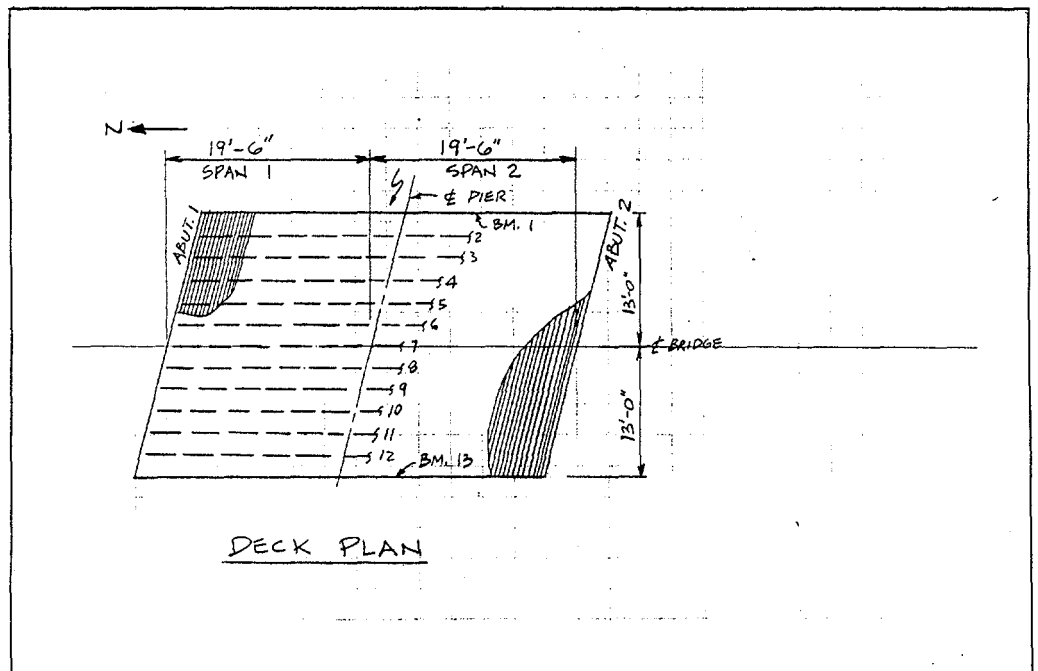 N
19'-6" 19'-6"
SPAN 1 SPAN 2
℄ PIER
ABUT. 1
BM. 1
ABUT. 2
2
3
4
5
6
7
8
9
10
11
12
13'-0"
℄ BRIDGE
13'-0"
BM. 13
DECK PLAN